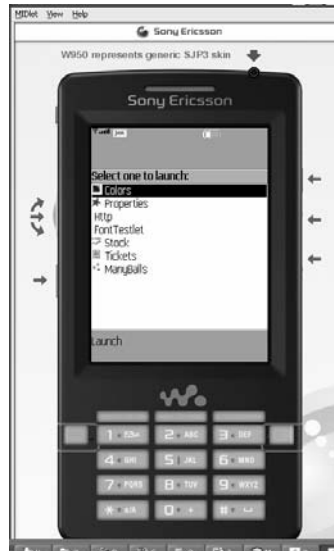 MIDlet View Help
Sony Ericsson
W950 represents generic SJP3 skin
Sony Ericsson
Select one to launch:
Colors
Properties
Http
FontTestlet
Stock
Tickets
ManyBalls
Launch
1
2 ABC 3 DEF
4 GHI 5 JKL 6 MNO
7 PQRS 8 TUV 9 WXYZ
* a/A 0 + #